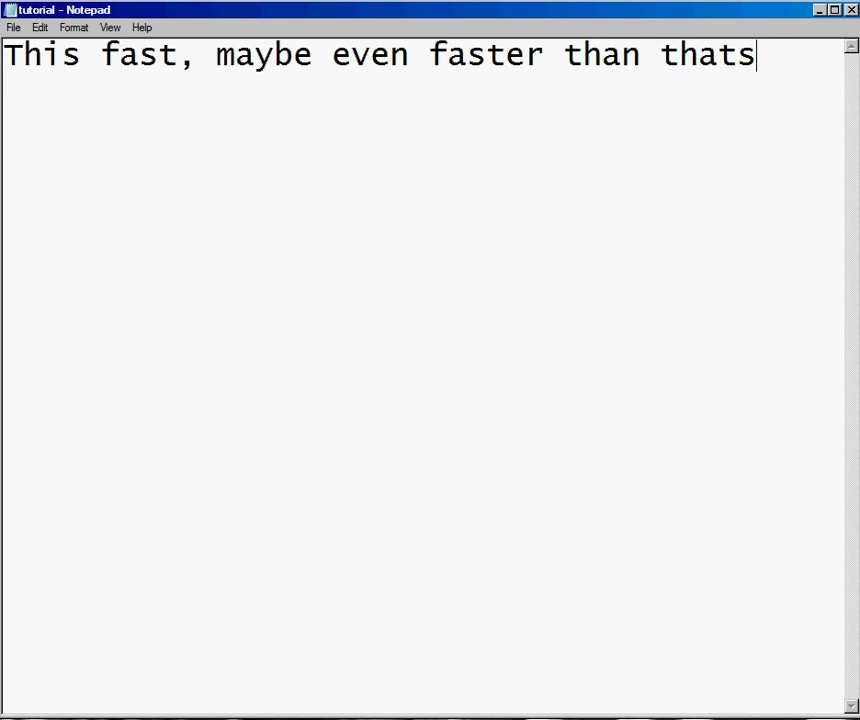 tutorial - Notepad
File Edit Format View Help
This fast, maybe even faster than thats